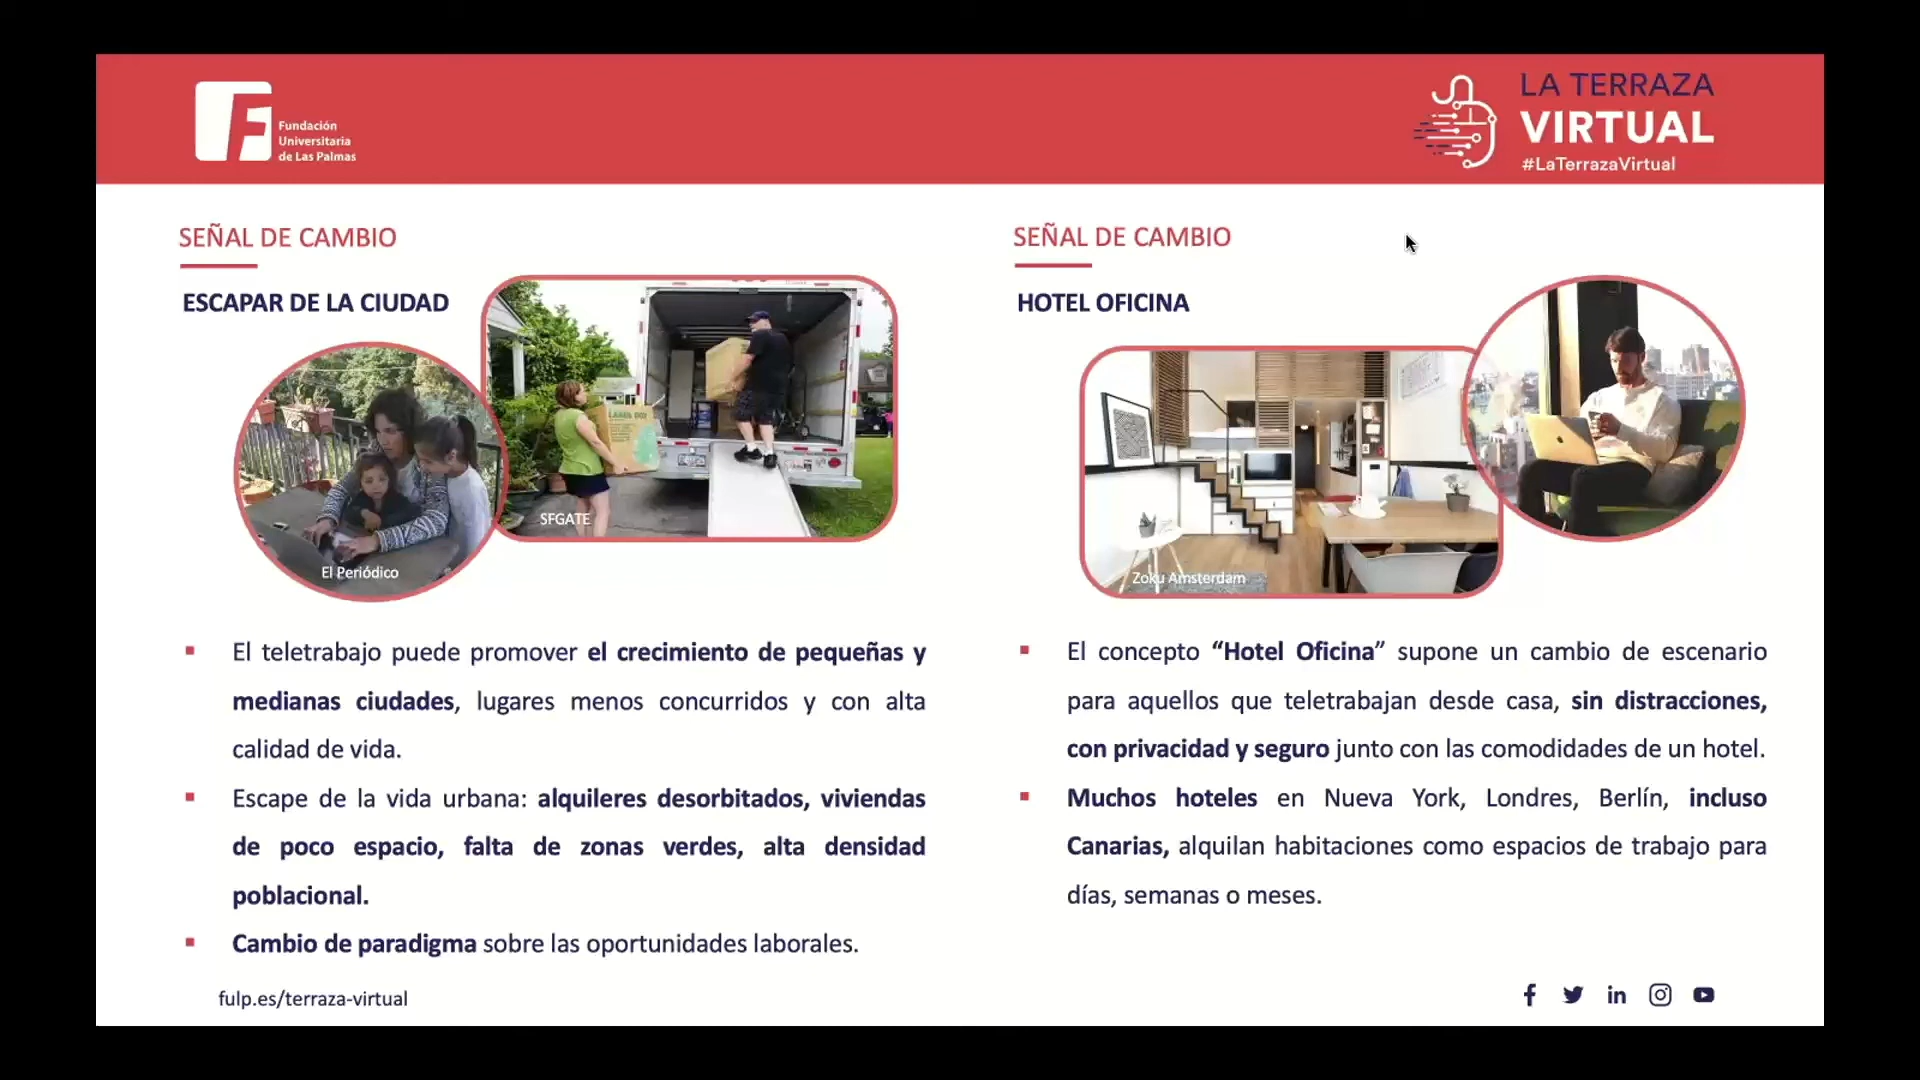 Fundación
Universitaria
de Las Palmas
LA TERRAZA
VIRTUAL
#LaTerrazaVirtual
SEÑAL DE CAMBIO
ESCAPAR DE LA CIUDAD
SFGATE
El Periódico
El teletrabajo puede promover el crecimiento de pequeñas y
medianas ciudades, lugares menos concurridos y con alta
calidad de vida.
Escape de la vida urbana: alquileres desorbitados, viviendas
de poco espacio, falta de zonas verdes, alta densidad
poblacional.
Cambio de paradigma sobre las oportunidades laborales.
SEÑAL DE CAMBIO
HOTEL OFICINA
Zoku Amsterdam
El concepto “Hotel Oficina” supone un cambio de escenario
para aquellos que teletrabajan desde casa, sin distracciones,
con privacidad y seguro junto con las comodidades de un hotel.
Muchos hoteles en Nueva York, Londres, Berlín, incluso
Canarias, alquilan habitaciones como espacios de trabajo para
días, semanas o meses.
fulp.es/terraza-virtual